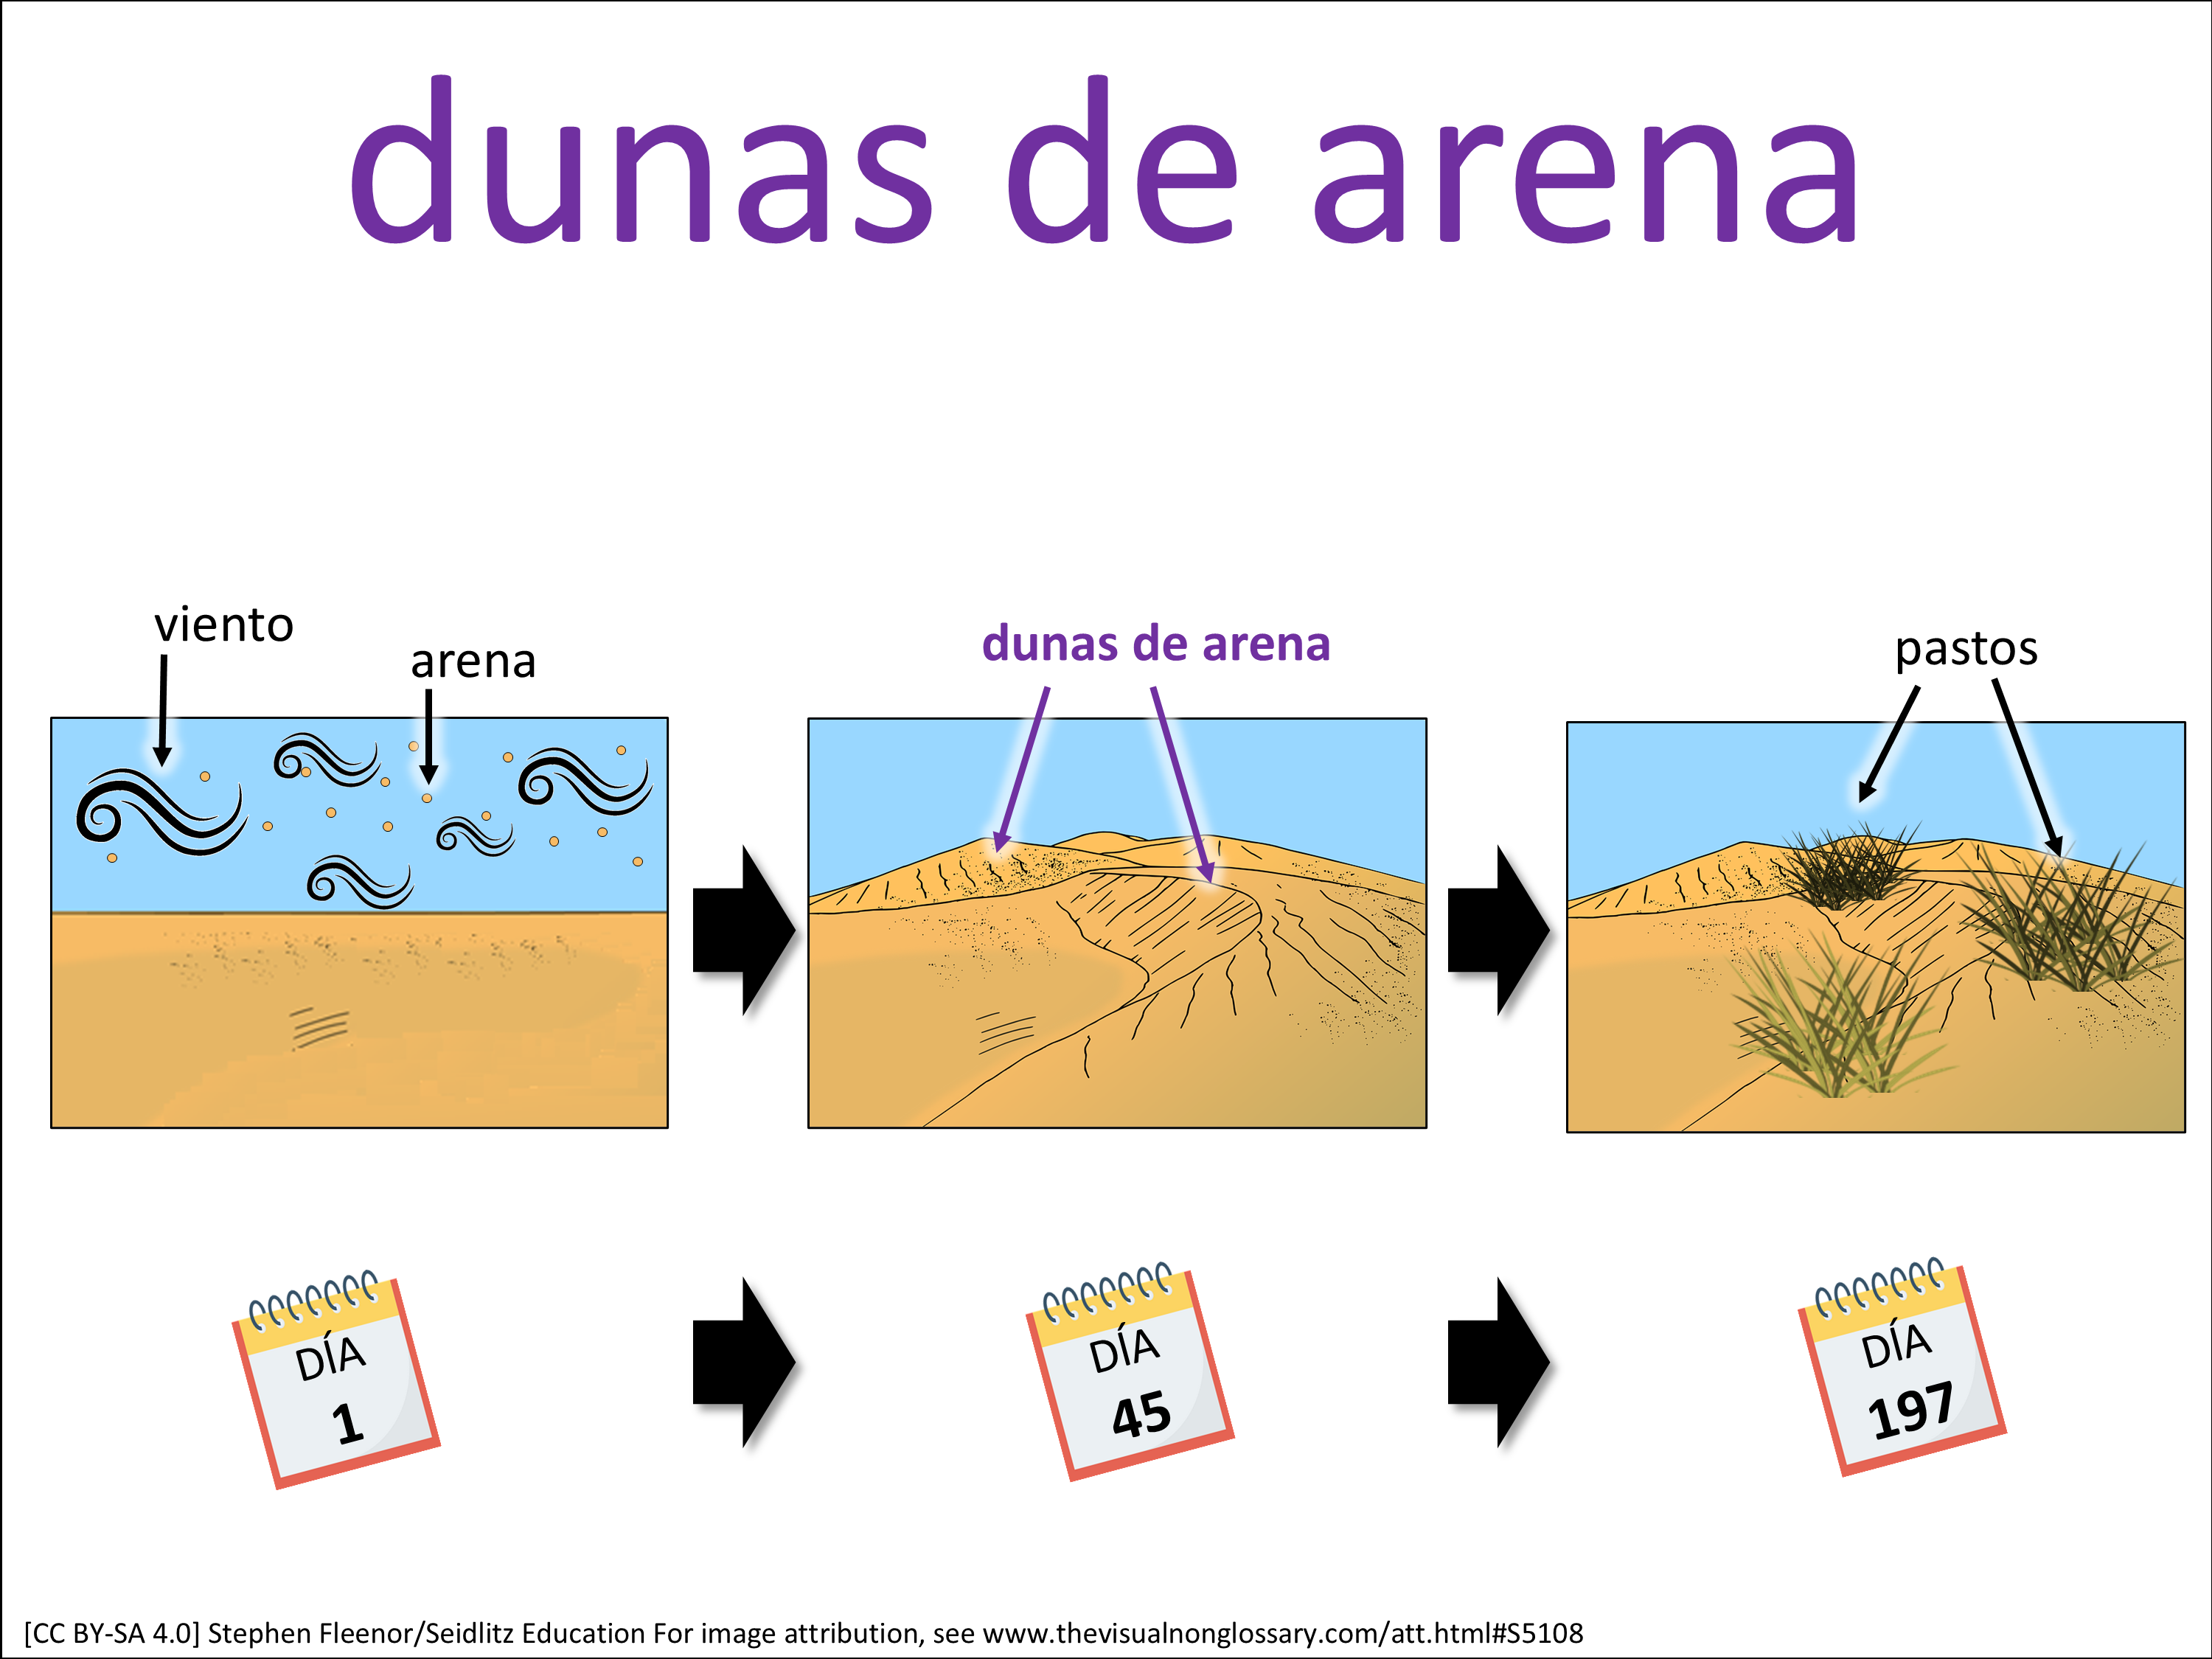 dunas de arena
viento
arena
dunas de arena
pastos
DÍA
1
DÍA
45
DÍA
197
[CC BY-SA 4.0] Stephen Fleenor/Seidlitz Education For image attribution, see www.thevisualnonglossary.com/att.html#S5108